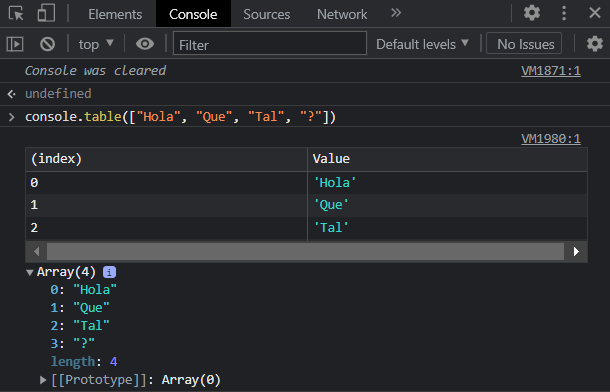 Elements Console Sources Network »
top ▼ Filter Default levels ▼ No Issues
Console was cleared VM1871:1
undefined
console.table(["Hola", "Que", "Tal", "?"])
VM1980:1
(index) Value
0 'Hola'
1 'Que'
2 'Tal'
▼ Array(4) i
0: "Hola"
1: "Que"
2: "Tal"
3: "?"
length: 4
▶ [[Prototype]]: Array(0)